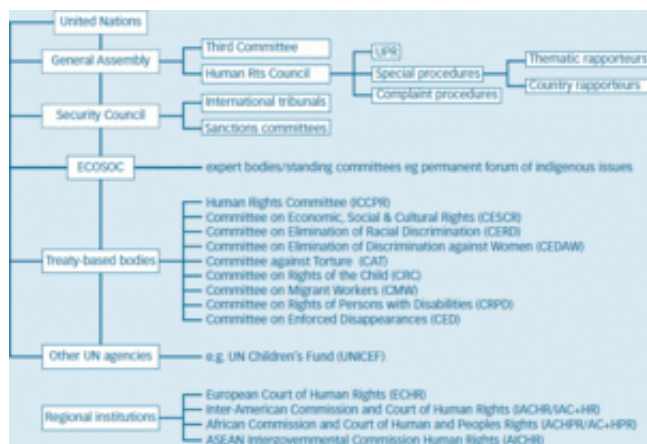 United Nations
General Assembly
Third Committee
Human Rts Council
UPR
Special procedures
Complaint procedures
Thematic rapporteurs
Country rapporteurs
Security Council
International tribunals
Sanctions committees
ECOSOC
expert bodies/standing committees eg permanent forum of indigenous issues
Treaty-based bodies
Human Rights Committee (ICCPR)
Committee on Economic, Social & Cultural Rights (CESCR)
Committee on Elimination of Racial Discrimination (CERD)
Committee on Elimination of Discrimination against Women (CEDAW)
Committee against Torture (CAT)
Committee on Rights of the Child (CRC)
Committee on Migrant Workers (CMW)
Committee on Rights of Persons with Disabilities (CRPD)
Committee on Enforced Disappearances (CED)
Other UN agencies
e.g. UN Children's Fund (UNICEF)
Regional institutions
European Court of Human Rights (ECHR)
Inter-American Commission and Court of Human Rights (IACHR/IAC+HR)
African Commission and Court of Human and Peoples Rights (ACHPR/AC+HPR)
ASEAN Intergovernmental Commission Human Rights (AICHR)